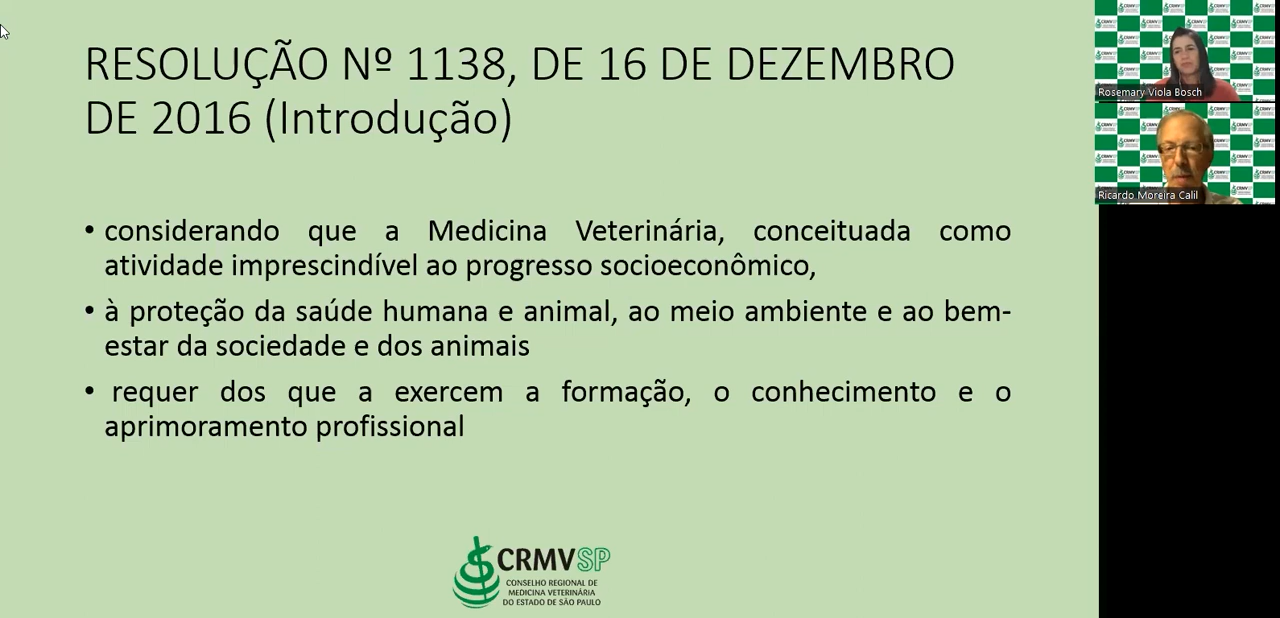 RESOLUÇÃO Nº 1138, DE 16 DE DEZEMBRO
DE 2016 (Introdução)
• considerando que a Medicina Veterinária, conceituada como
atividade imprescindível ao progresso socioeconômico,
• à proteção da saúde humana e animal, ao meio ambiente e ao bem-
estar da sociedade e dos animais
• requer dos que a exercem a formação, o conhecimento e o
aprimoramento profissional
CRMVSP
CONSELHO REGIONAL DE
MEDICINA VETERINÁRIA
DO ESTADO DE SÃO PAULO
Rosemary Viola Bosch
Ricardo Moreira Calil